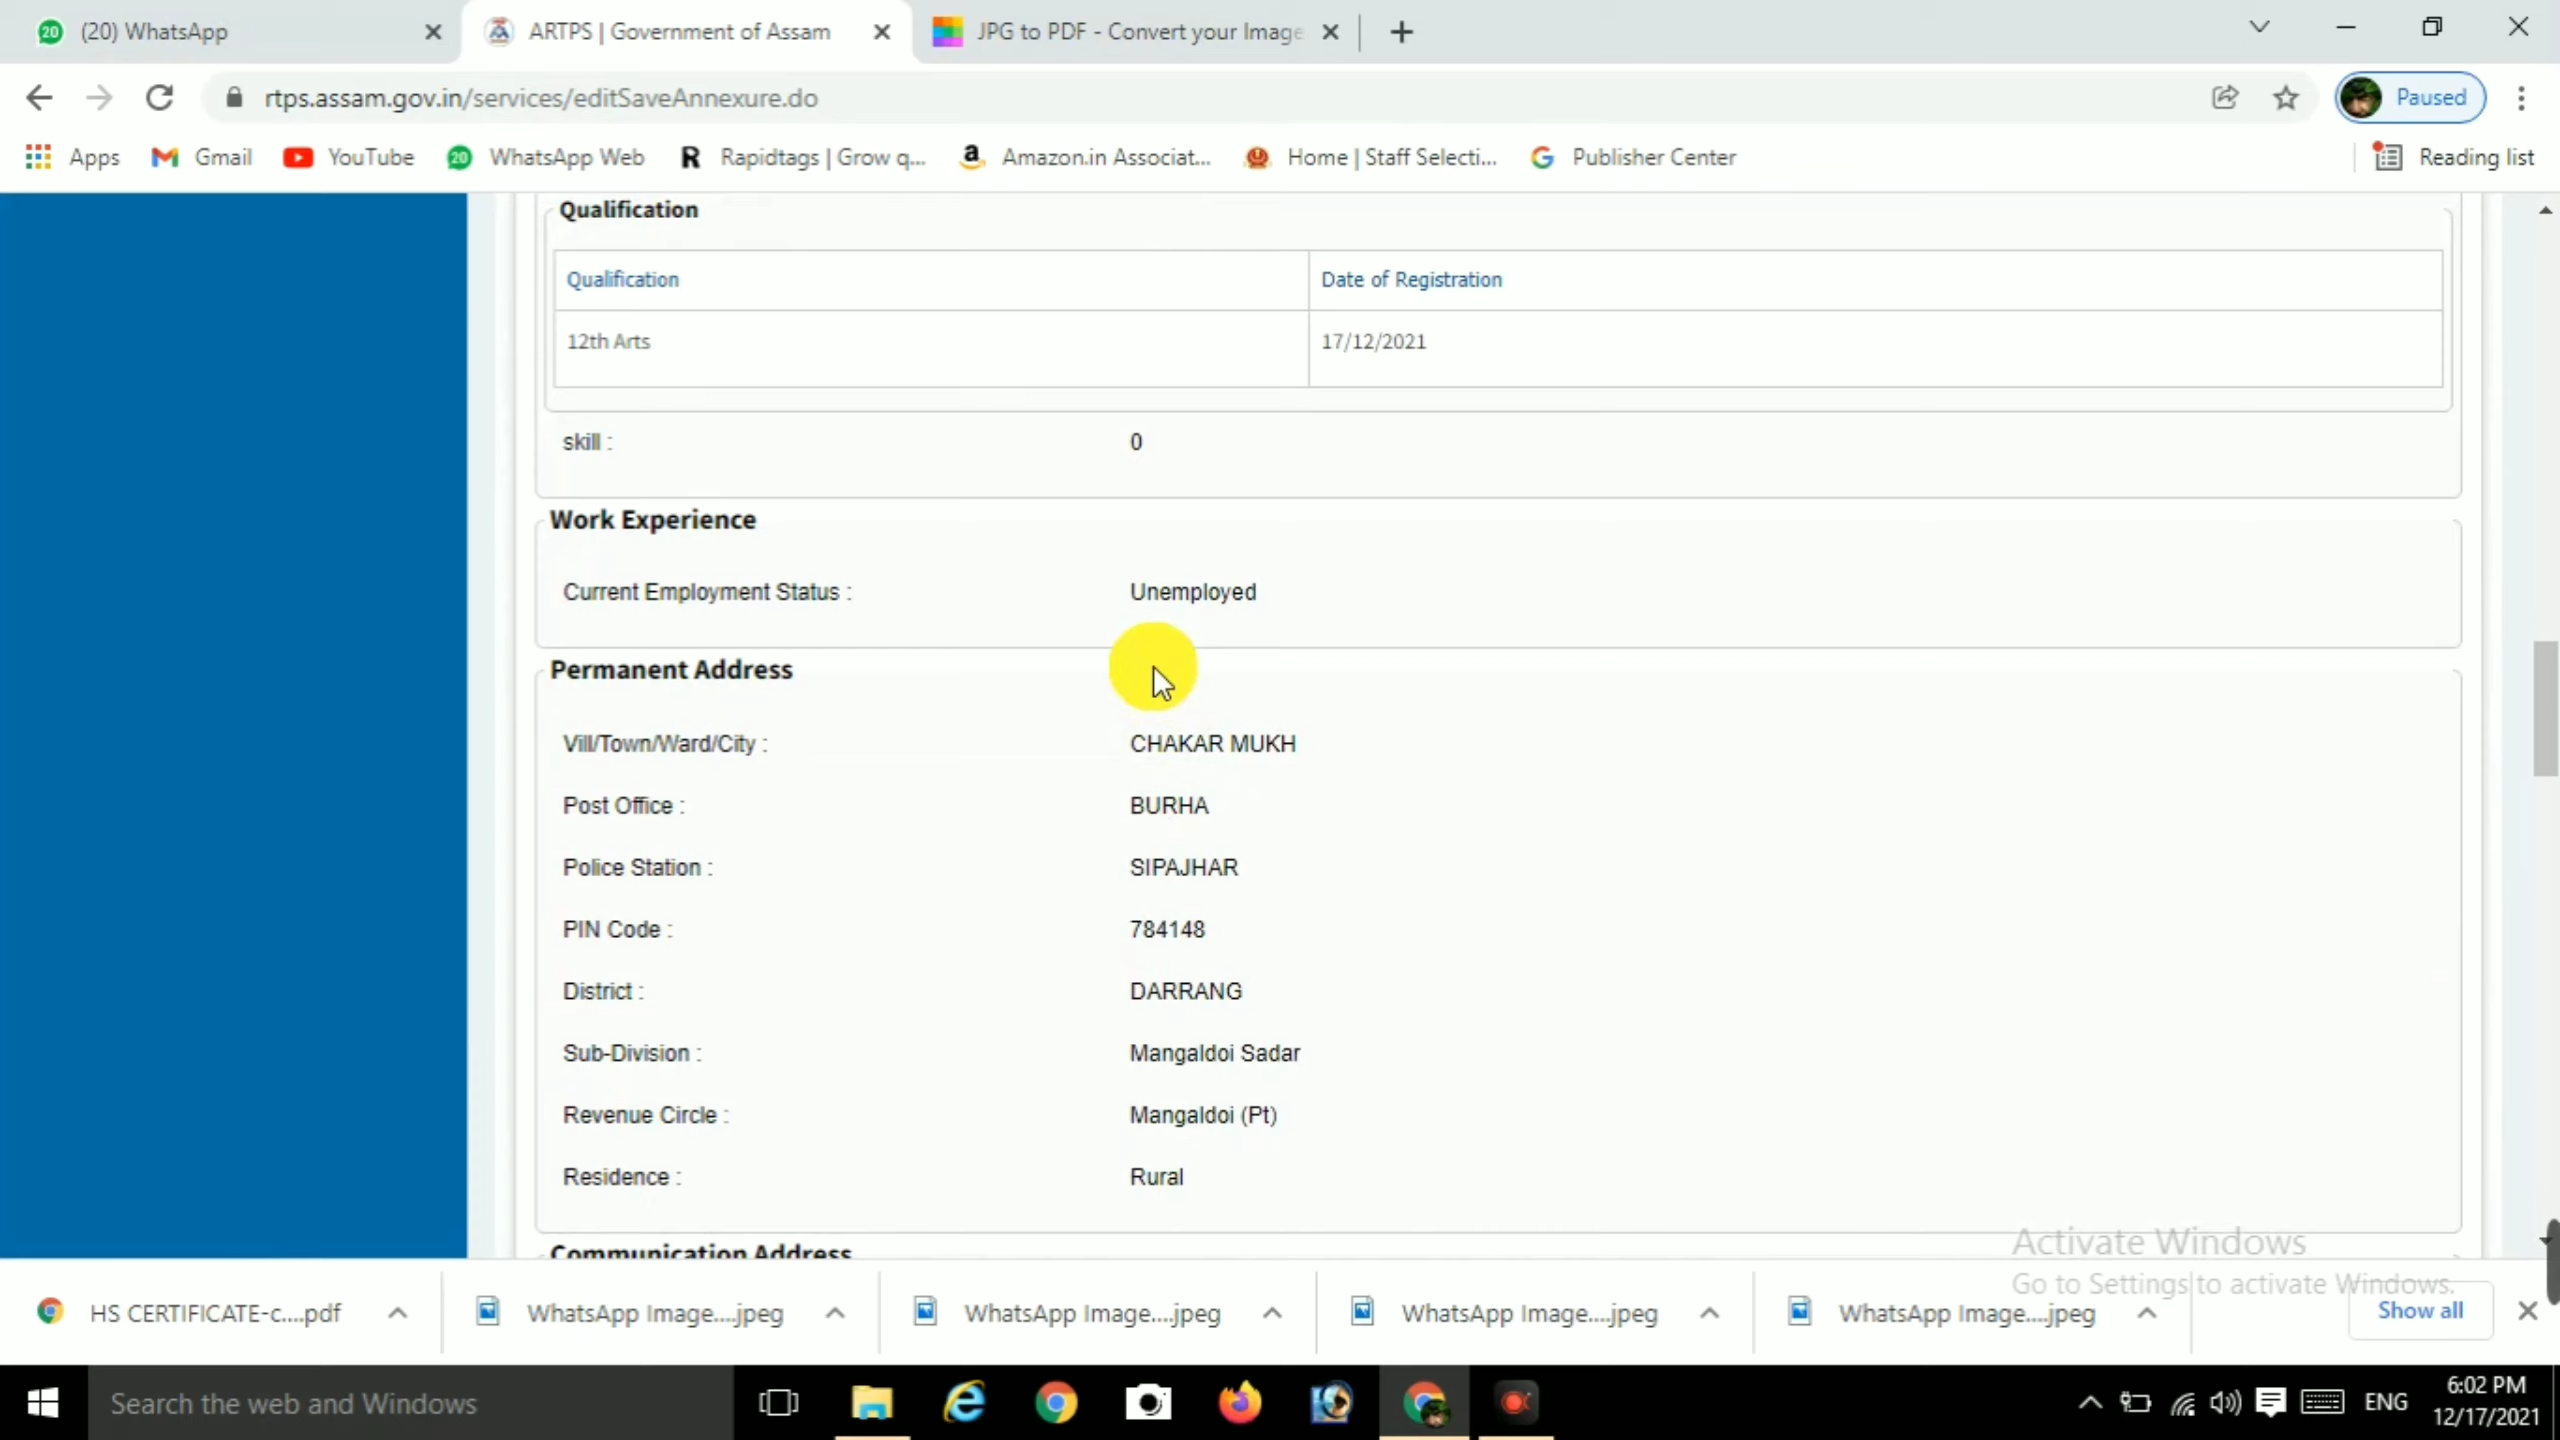 20 (20) WhatsApp
ARTPS | Government of Assam
JPG to PDF - Convert your Image
rtps.assam.gov.in/services/editSaveAnnexure.do
Paused
Apps
Gmail
YouTube
20 WhatsApp Web
R Rapidtags | Grow q...
a Amazon.in Associat...
Home | Staff Selecti...
G Publisher Center
Reading list
Qualification
Qualification Date of Registration
12th Arts 17/12/2021
skill : 0
Work Experience
Current Employment Status : Unemployed
Permanent Address
Vill/Town/Ward/City : CHAKAR MUKH
Post Office : BURHA
Police Station : SIPAJHAR
PIN Code : 784148
District : DARRANG
Sub-Division : Mangaldoi Sadar
Revenue Circle : Mangaldoi (Pt)
Residence : Rural
Communication Address
Activate Windows
Go to Settings to activate Windows.
HS CERTIFICATE-c....pdf
WhatsApp Image....jpeg
WhatsApp Image....jpeg
WhatsApp Image....jpeg
WhatsApp Image....jpeg
Show all
Search the web and Windows
ENG
6:02 PM
12/17/2021